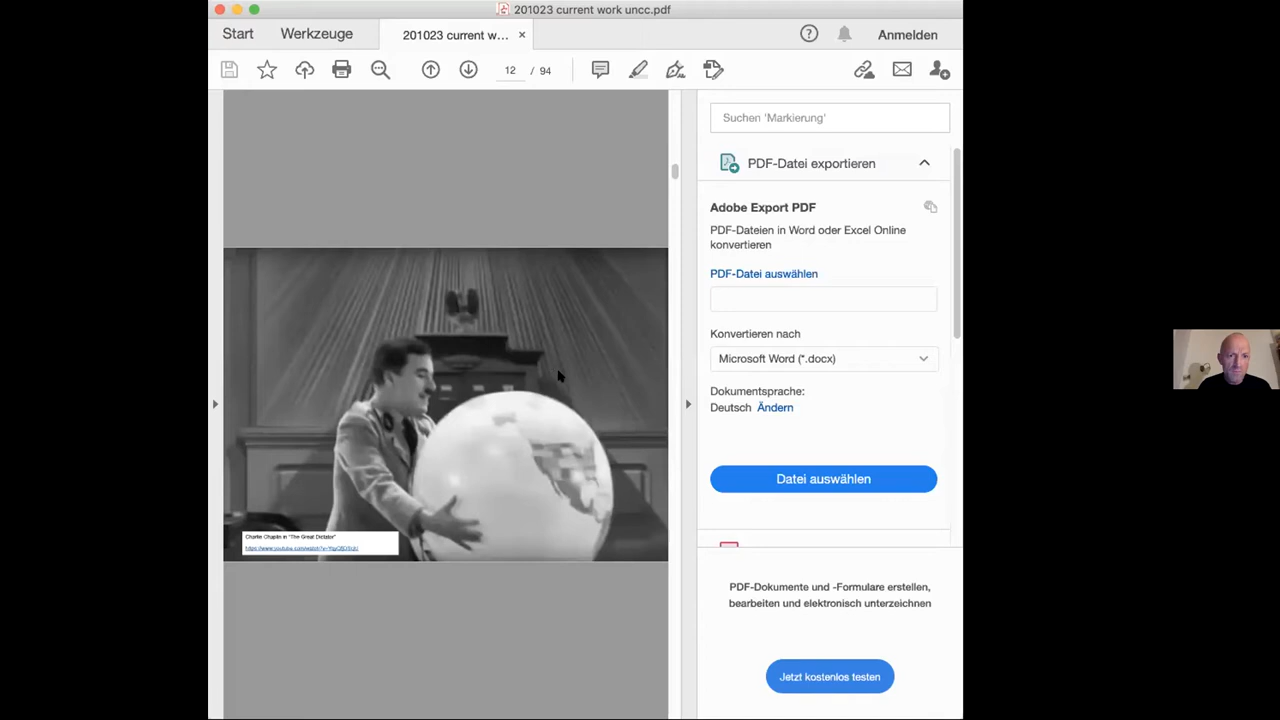 201023 current work uncc.pdf
Start
Werkzeuge
201023 current w...
Anmelden
12 / 94
Suchen 'Markierung'
PDF-Datei exportieren
Adobe Export PDF
PDF-Dateien in Word oder Excel Online
konvertieren
PDF-Datei auswählen
Konvertieren nach
Microsoft Word (*.docx)
Dokumentsprache:
Deutsch Ändern
Datei auswählen
Charlie Chaplin in "The Great Dictator"
PDF-Dokumente und -Formulare erstellen,
bearbeiten und elektronisch unterzeichnen
Jetzt kostenlos testen